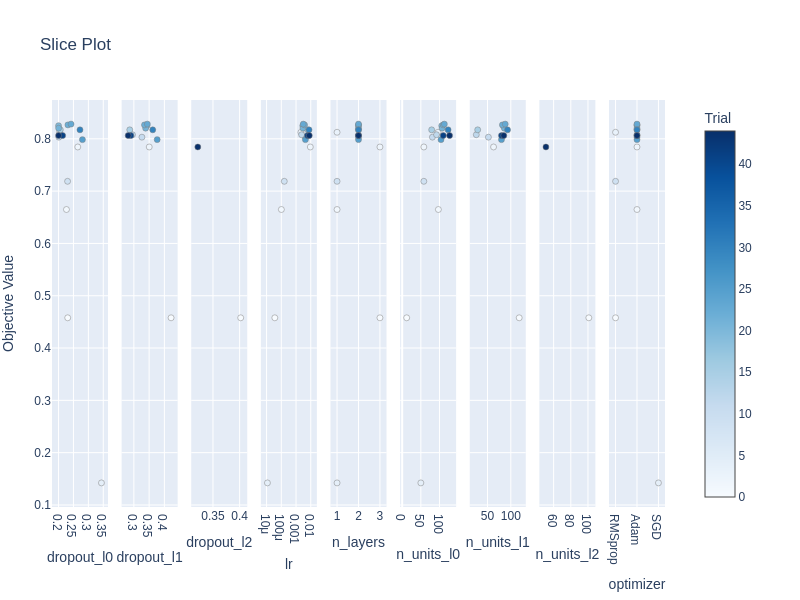 Slice Plot
Trial
Objective Value
0.8
0.7
0.6
0.5
0.4
0.3
0.2
0.1
40
35
30
25
20
15
10
5
0
0.2
0.25
0.3
0.35
dropout_l0
0.3
0.35
0.4
dropout_l1
0.35
0.4
dropout_l2
10μ
100μ
0.001
0.01
lr
1
2
3
n_layers
0
50
100
n_units_l0
50
100
n_units_l1
60
80
100
n_units_l2
RMSprop
Adam
SGD
optimizer